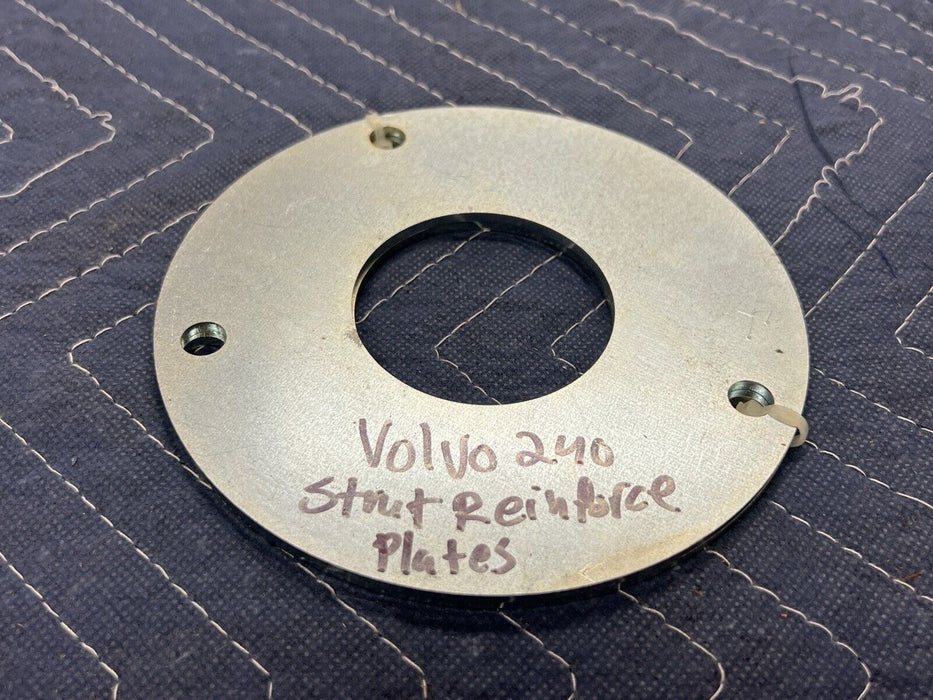 Volvo 240
Strut Reinforce
Plates